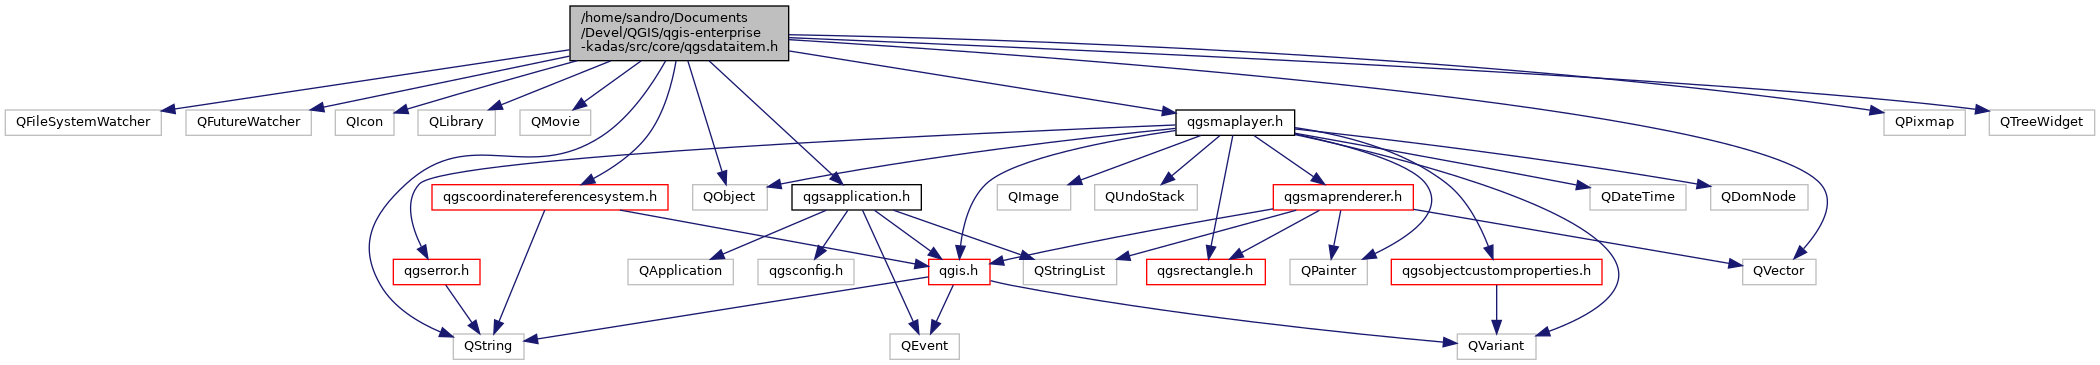 /home/sandro/Documents
/Devel/QGIS/qgis-enterprise
-kadas/src/core/qgsdataitem.h
QFileSystemWatcher
QFutureWatcher
QIcon
QLibrary
QMovie
qgsmaplayer.h
QPixmap
QTreeWidget
qgscoordinatereferencesystem.h
QObject
qgsapplication.h
QImage
QUndoStack
qgsmaprenderer.h
QDateTime
QDomNode
qgserror.h
QApplication
qgsconfig.h
qgis.h
QStringList
qgsrectangle.h
QPainter
qgsobjectcustomproperties.h
QVector
QString
QEvent
QVariant